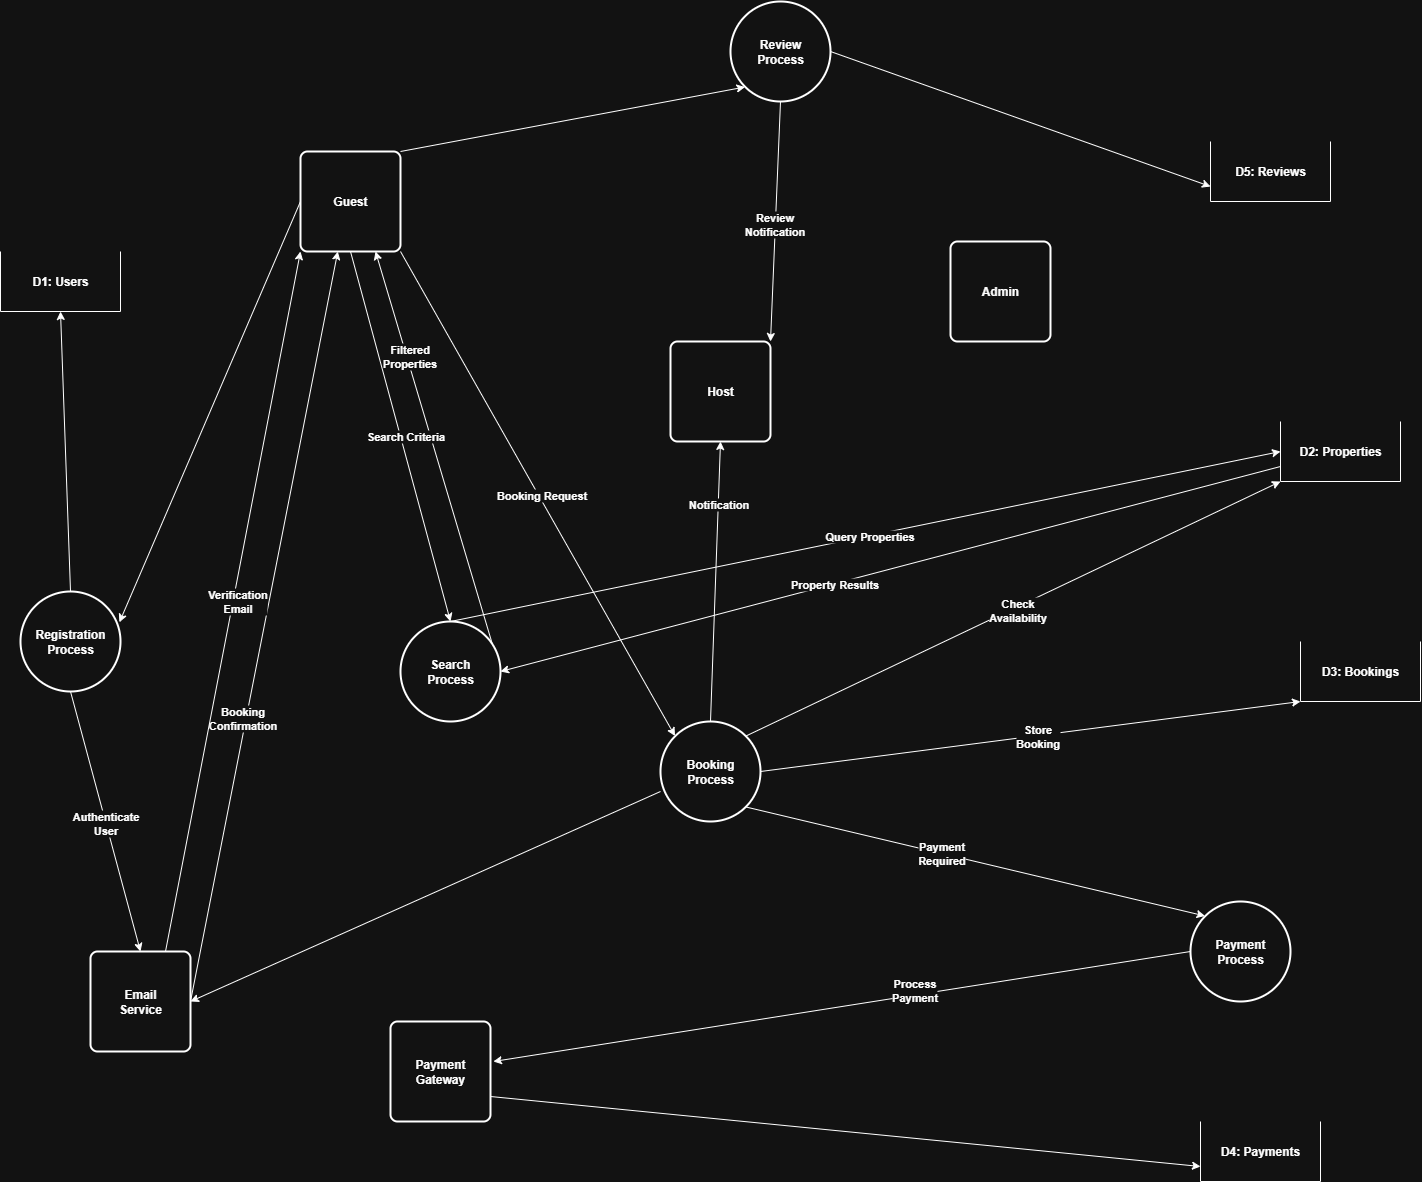 Review
Process
D5: Reviews
Guest
Review
Notification
D1: Users
Admin
Filtered
Properties
Host
Search Criteria
D2: Properties
Booking Request
Notification
Query Properties
Property Results
Verification
Email
Check
Availability
Registration
Process
Search
Process
D3: Bookings
Booking
Confirmation
Store
Booking
Booking
Process
Authenticate
User
Payment
Required
Payment
Process
Process
Payment
Email
Service
Payment
Gateway
D4: Payments